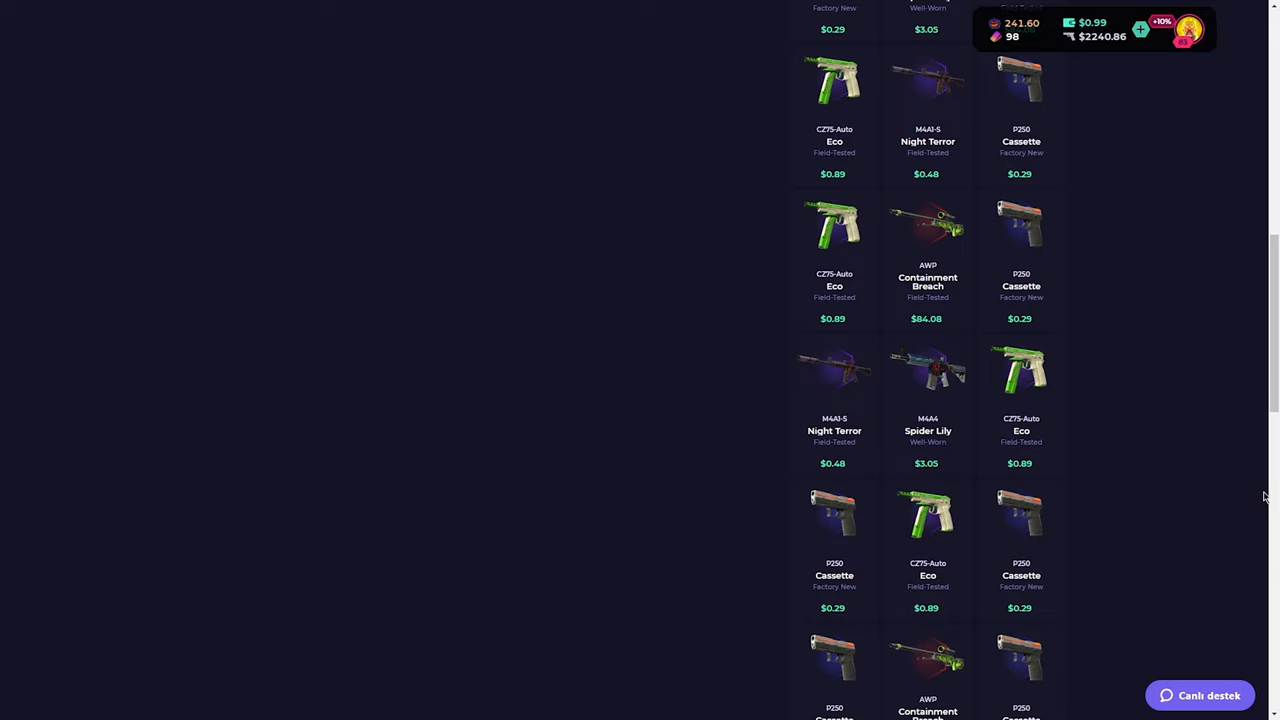 Factory New
Well-Worn
$0.29
$3.05
241.60
98
$0.99
$2240.86
+10%
83
CZ75-Auto
Eco
Field-Tested
$0.89
M4A1-S
Night Terror
Field-Tested
$0.48
P250
Cassette
Factory New
$0.29
CZ75-Auto
Eco
Field-Tested
$0.89
AWP
Containment
Breach
Field-Tested
$84.08
P250
Cassette
Factory New
$0.29
M4A1-S
Night Terror
Field-Tested
$0.48
M4A4
Spider Lily
Well-Worn
$3.05
CZ75-Auto
Eco
Field-Tested
$0.89
P250
Cassette
Factory New
$0.29
CZ75-Auto
Eco
Field-Tested
$0.89
P250
Cassette
Factory New
$0.29
P250
Cassette
AWP
Containment
P250
Cassette
Canlı destek